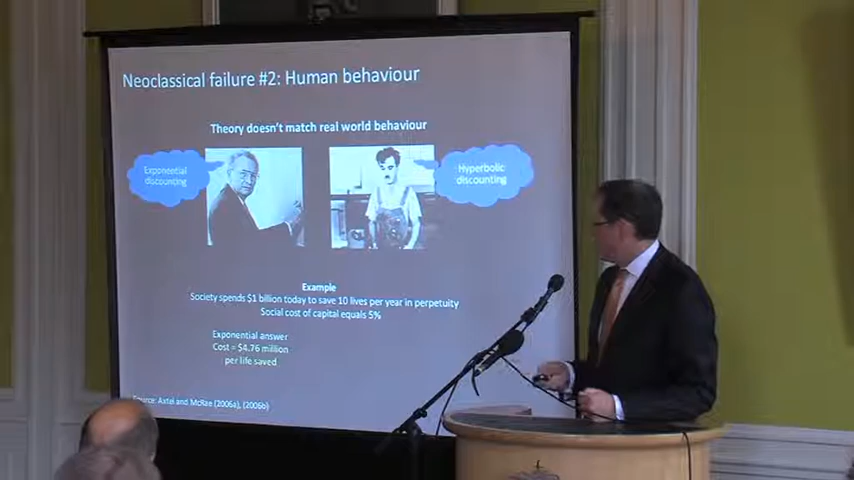 Neoclassical failure #2: Human behaviour
Theory doesn't match real world behaviour
Exponential
discounting
Hyperbolic
discounting
Example
Society spends $1 billion today to save 10 lives per year in perpetuity
Social cost of capital equals 5%
Exponential answer
Cost = $4.76 million
per life saved
Source: Axtel and McRae (2006a), (2006b)